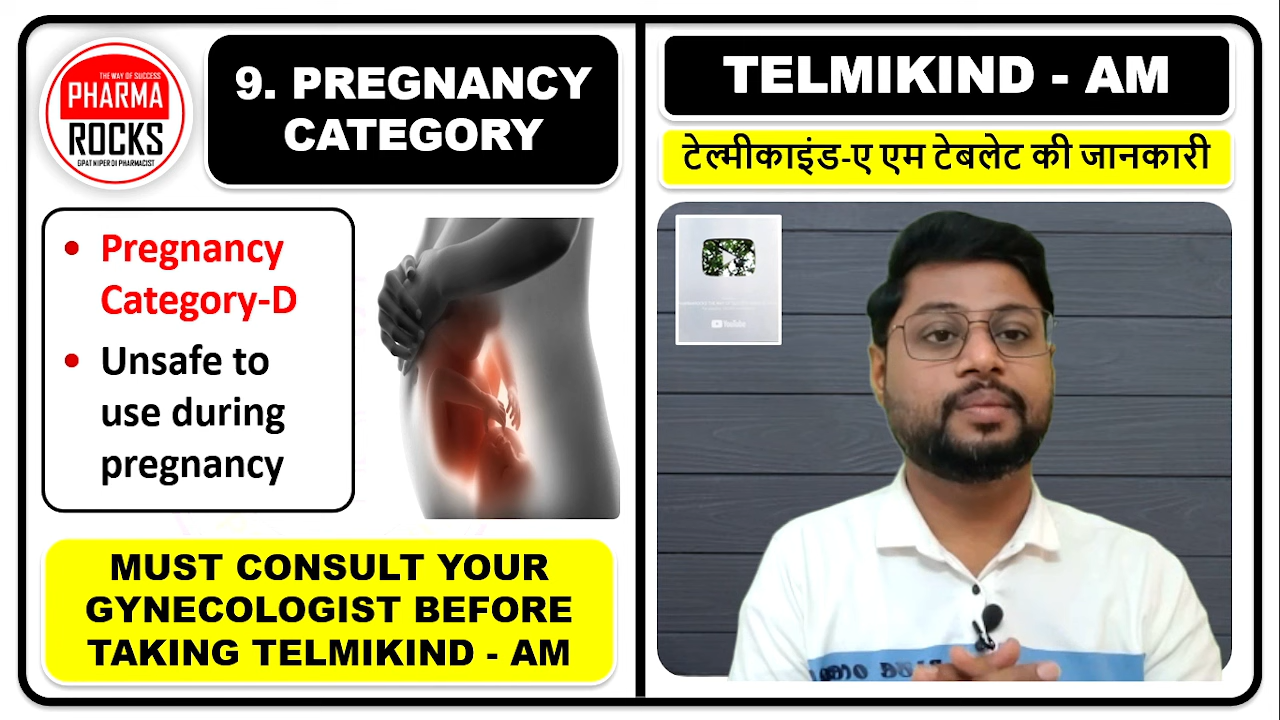 THE WAY OF SUCCESS
PHARMA
ROCKS
GPAT NIPER DI PHARMACIST
9. PREGNANCY
CATEGORY
• Pregnancy
Category-D
• Unsafe to
use during
pregnancy
MUST CONSULT YOUR
GYNECOLOGIST BEFORE
TAKING TELMIKIND - AM
TELMIKIND - AM
टेल्मीकाइंड-ए एम टेबलेट की जानकारी
YouTube